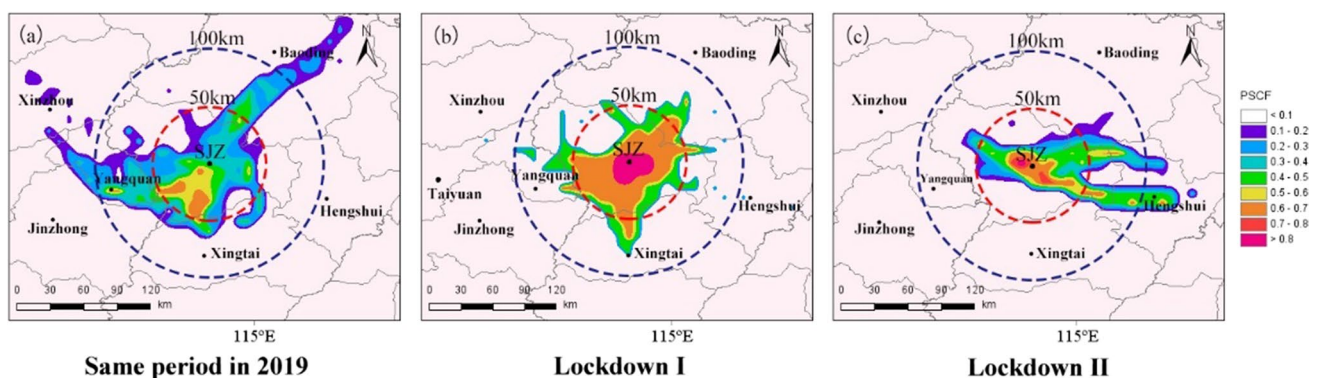 (a)
N
100km
Baoding
50km
Xinzhou
SJZ
Yangquan
Hengshui
Jinzhong
Xingtai
0 30 60 90 120
km
115°E
Same period in 2019
(b)
N
100km
Baoding
50km
Xinzhou
SJZ
Yangquan
Taiyuan
Hengshui
Jinzhong
Xingtai
0 30 60 90 120
km
115°E
Lockdown I
(c)
N
100km
Baoding
50km
Xinzhou
SJZ
Yangquan
Hengshui
Jinzhong
Xingtai
0 30 60 90 120
km
115°E
Lockdown II
PSCF
< 0.1
0.1 - 0.2
0.2 - 0.3
0.3 - 0.4
0.4 - 0.5
0.5 - 0.6
0.6 - 0.7
0.7 - 0.8
> 0.8